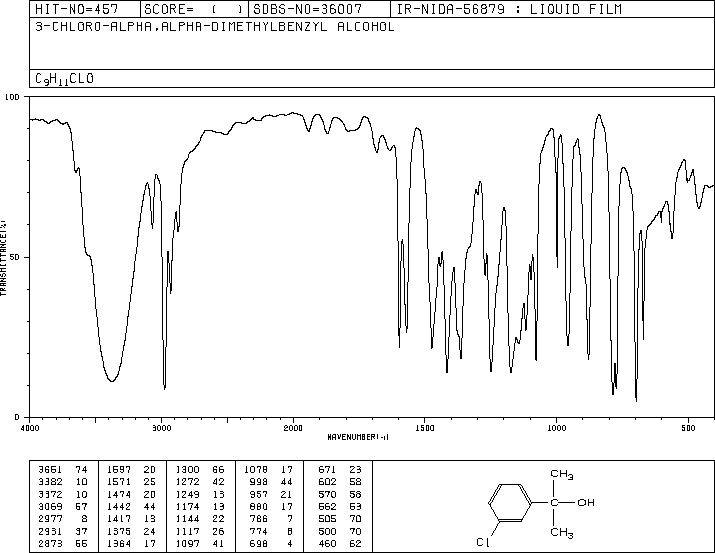 HIT-NO=457 SCORE= ( ) SDBS-NO=36007 IR-NIDA-56879 : LIQUID FILM
3-CHLORO-ALPHA,ALPHA-DIMETHYLBENZYL ALCOHOL
C9H11CLO
100
50
0
TRANSMITTANCE(%)
4000 3000 2000 1500 1000 500
WAVENUMBER(-1)
3651 74 1597 20 1300 66 1078 17 671 23
3382 10 1571 25 1272 42 998 44 602 58
3372 10 1474 20 1249 13 957 21 570 58
3069 57 1442 44 1174 13 880 17 562 53
2977 8 1417 13 1144 22 786 7 505 70
2931 37 1375 24 1117 26 774 8 500 70
2873 55 1364 17 1097 41 698 4 460 62
CH3
C OH
CH3
Cl